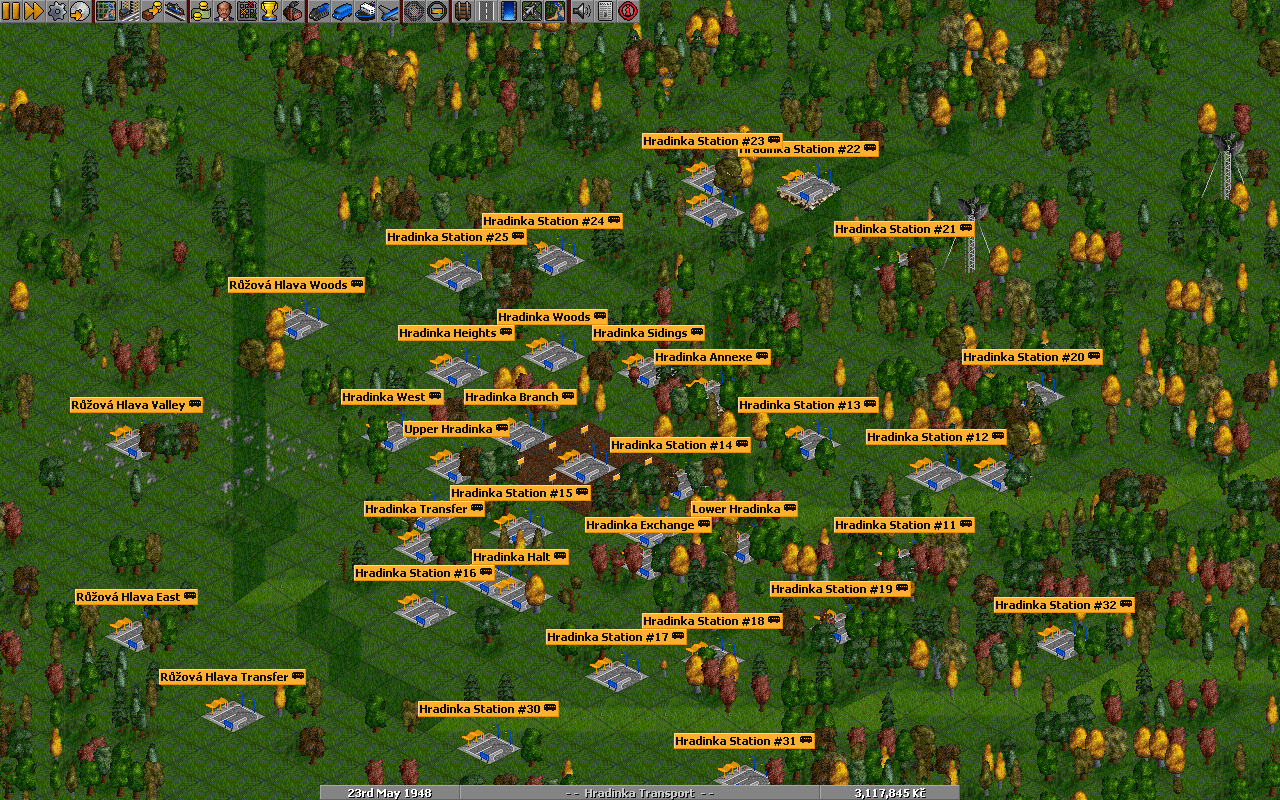 Hradinka Station #23
Hradinka Station #22
Hradinka Station #24
Hradinka Station #21
Hradinka Station #25
Růžová Hlava Woods
Hradinka Woods
Hradinka Heights
Hradinka Sidings
Hradinka Annexe
Hradinka Station #20
Hradinka West
Hradinka Branch
Růžová Hlava Valley
Hradinka Station #13
Upper Hradinka
Hradinka Station #12
Hradinka Station #14
Hradinka Station #15
Hradinka Transfer
Lower Hradinka
Hradinka Exchange
Hradinka Station #11
Hradinka Halt
Hradinka Station #16
Hradinka Station #19
Růžová Hlava East
Hradinka Station #32
Hradinka Station #18
Hradinka Station #17
Růžová Hlava Transfer
Hradinka Station #30
Hradinka Station #31
23rd May 1948
- - Hradinka Transport - -
3,117,845 Kč